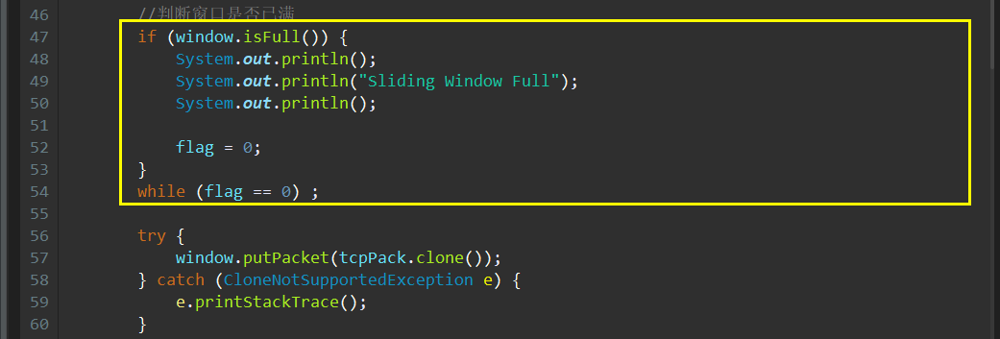 46 //判断窗口是否已满
47 if (window.isFull()) {
48 System.out.println();
49 System.out.println("Sliding Window Full");
50 System.out.println();
51
52 flag = 0;
53 }
54 while (flag == 0) ;
55
56 try {
57 window.putPacket(tcpPack.clone());
58 } catch (CloneNotSupportedException e) {
59 e.printStackTrace();
60 }